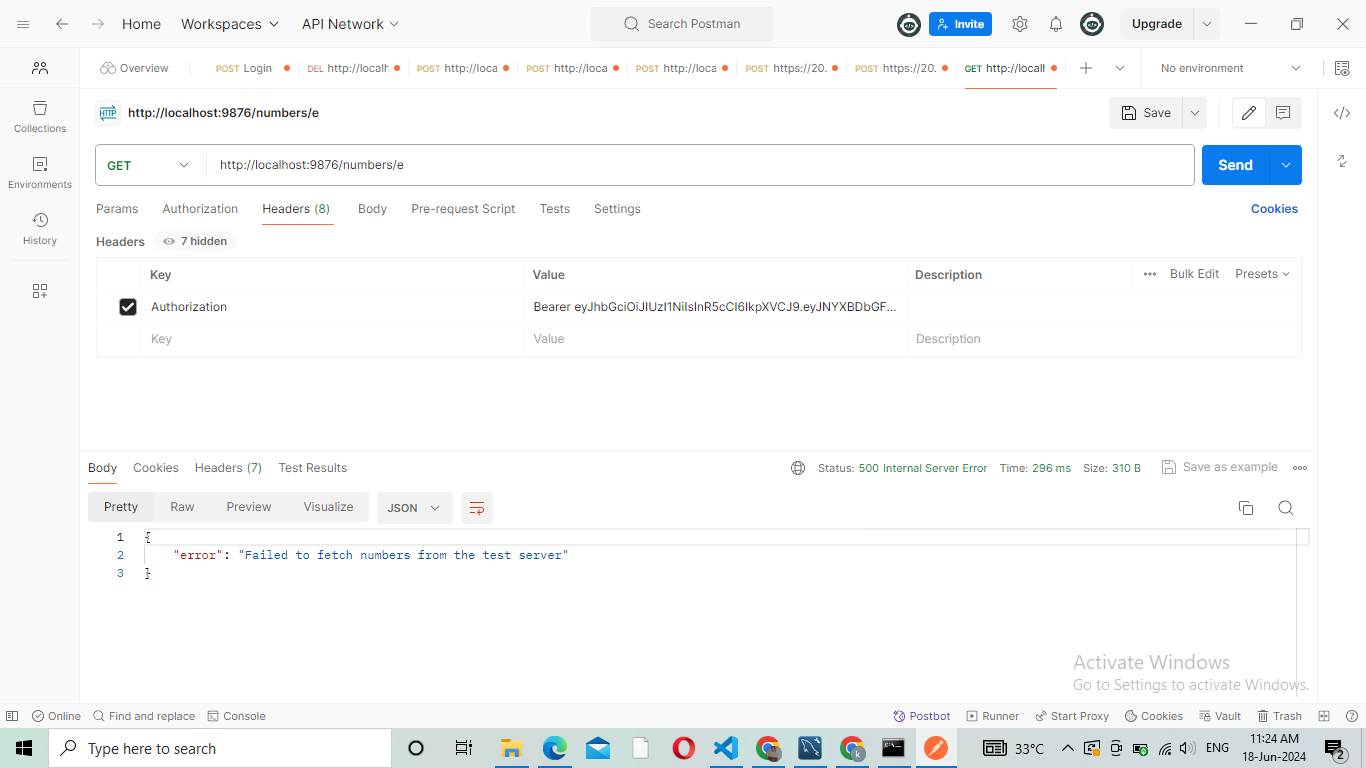 Home Workspaces API Network Search Postman Invite Upgrade
Overview POST Login DEL http://localh POST http://loca POST http://loca POST http://loca POST https://20. POST https://20. GET http://localh No environment
HTTP http://localhost:9876/numbers/e Save
Collections
GET http://localhost:9876/numbers/e Send
Environments
Params Authorization Headers (8) Body Pre-request Script Tests Settings Cookies
History
Headers 7 hidden
Key Value Description Bulk Edit Presets
Authorization Bearer eyJhbGciOiJIUzI1NiIsInR5cCI6IkpXVCJ9.eyJNYXBDbGF...
Key Value Description
Body Cookies Headers (7) Test Results Status: 500 Internal Server Error Time: 296 ms Size: 310 B Save as example
Pretty Raw Preview Visualize JSON
1 {
2 "error": "Failed to fetch numbers from the test server"
3 }
Activate Windows
Go to Settings to activate Windows.
Online Find and replace Console Postbot Runner Start Proxy Cookies Vault Trash
Type here to search 33°C ENG 11:24 AM
18-Jun-2024 2